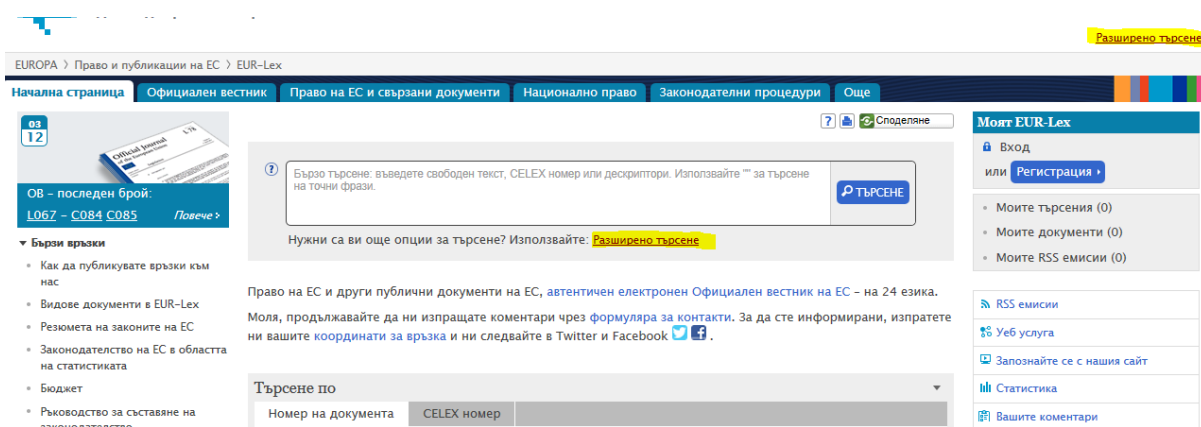 Разширено търсене
EUROPA > Право и публикации на ЕС > EUR-Lex
Начална страница
Официален вестник
Право на ЕС и свързани документи
Национално право
Законодателни процедури
Още
03
12
Official Journal
of the European Union
L 78
ОВ – последен брой:
L067 – C084 C085
Повече
Бързи връзки
Как да публикувате връзки към
нас
Видове документи в EUR-Lex
Резюмета на законите на ЕС
Законодателство на ЕС в областта
на статистиката
Бюджет
Ръководство за съставяне на
законодателство
? Споделяне
? Бързо търсене: въведете свободен текст, CELEX номер или дескриптори. Използвайте "" за търсене
на точни фрази.
ТЪРСЕНЕ
Нужни са ви още опции за търсене? Използвайте: Разширено търсене
Право на ЕС и други публични документи на ЕС, автентичен електронен Официален вестник на ЕС – на 24 езика.
Моля, продължавайте да ни изпращате коментари чрез формуляра за контакти. За да сте информирани, изпратете
ни вашите координати за връзка и ни следвайте в Twitter и Facebook .
Търсене по
Номер на документа
CELEX номер
Моят EUR-Lex
Вход
или Регистрация
Моите търсения (0)
Моите документи (0)
Моите RSS емисии (0)
RSS емисии
Уеб услуга
Запознайте се с нашия сайт
Статистика
Вашите коментари